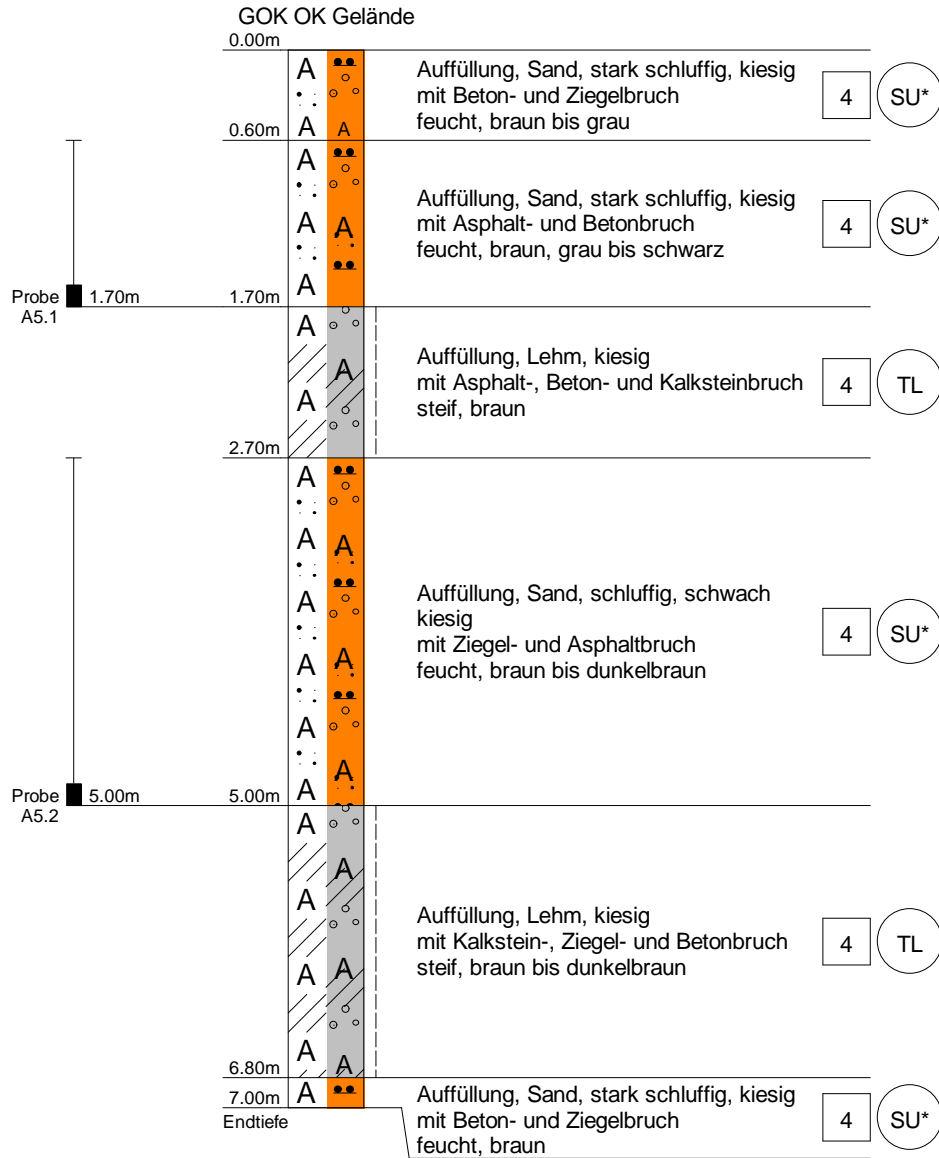 GOK OK Gelände
0.00m
A
A
A
Auffüllung, Sand, stark schluffig, kiesig
mit Beton- und Ziegelbruch
feucht, braun bis grau
4 SU*
0.60m
A
A
A
A
Auffüllung, Sand, stark schluffig, kiesig
mit Asphalt- und Betonbruch
feucht, braun, grau bis schwarz
4 SU*
Probe 1.70m
A5.1
1.70m
A
A
A
Auffüllung, Lehm, kiesig
mit Asphalt-, Beton- und Kalksteinbruch
steif, braun
4 TL
2.70m
A
A
A
A
A
A
A
A
Auffüllung, Sand, schluffig, schwach
kiesig
mit Ziegel- und Asphaltbruch
feucht, braun bis dunkelbraun
4 SU*
Probe 5.00m
A5.2
5.00m
A
A
A
A
A
A
A
Auffüllung, Lehm, kiesig
mit Kalkstein-, Ziegel- und Betonbruch
steif, braun bis dunkelbraun
4 TL
6.80m
A
Auffüllung, Sand, stark schluffig, kiesig
mit Beton- und Ziegelbruch
feucht, braun
4 SU*
7.00m
Endtiefe